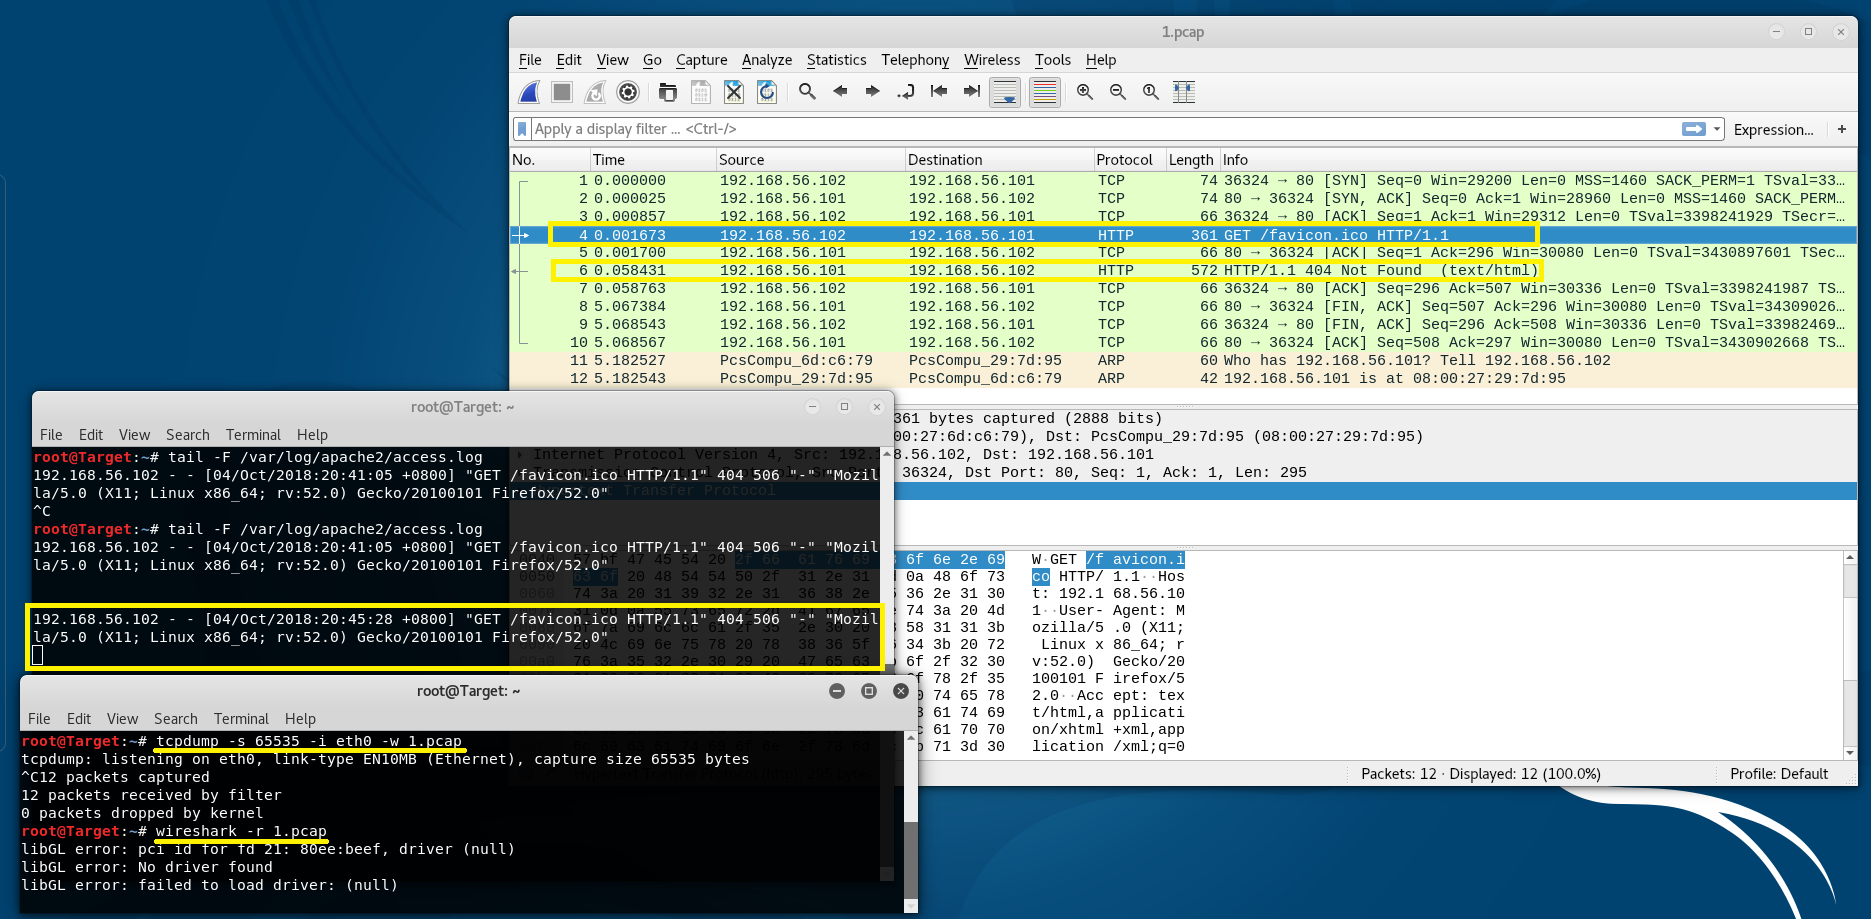 1.pcap
File Edit View Go Capture Analyze Statistics Telephony Wireless Tools Help
Apply a display filter ... <Ctrl-/>
Expression...
+
No. Time Source Destination Protocol Length Info
1 0.000000 192.168.56.102 192.168.56.101 TCP 74 36324 → 80 [SYN] Seq=0 Win=29200 Len=0 MSS=1460 SACK_PERM=1 TSval=33…
2 0.000025 192.168.56.101 192.168.56.102 TCP 74 80 → 36324 [SYN, ACK] Seq=0 Ack=1 Win=28960 Len=0 MSS=1460 SACK_PERM…
3 0.000857 192.168.56.102 192.168.56.101 TCP 66 36324 → 80 [ACK] Seq=1 Ack=1 Win=29312 Len=0 TSval=3398241929 TSecr=…
4 0.001673 192.168.56.102 192.168.56.101 HTTP 361 GET /favicon.ico HTTP/1.1
5 0.001700 192.168.56.101 192.168.56.102 TCP 66 80 → 36324 [ACK] Seq=1 Ack=296 Win=30080 Len=0 TSval=3430897601 TSec…
6 0.058431 192.168.56.101 192.168.56.102 HTTP 572 HTTP/1.1 404 Not Found (text/html)
7 0.058763 192.168.56.102 192.168.56.101 TCP 66 36324 → 80 [ACK] Seq=296 Ack=507 Win=30336 Len=0 TSval=3398241987 TS…
8 5.067384 192.168.56.101 192.168.56.102 TCP 66 80 → 36324 [FIN, ACK] Seq=507 Ack=296 Win=30080 Len=0 TSval=34309026…
9 5.068543 192.168.56.102 192.168.56.101 TCP 66 36324 → 80 [FIN, ACK] Seq=296 Ack=508 Win=30336 Len=0 TSval=33982469…
10 5.068567 192.168.56.101 192.168.56.102 TCP 66 80 → 36324 [ACK] Seq=508 Ack=297 Win=30080 Len=0 TSval=3430902668 TS…
11 5.182527 PcsCompu_6d:c6:79 PcsCompu_29:7d:95 ARP 60 Who has 192.168.56.101? Tell 192.168.56.102
12 5.182543 PcsCompu_29:7d:95 PcsCompu_6d:c6:79 ARP 42 192.168.56.101 is at 08:00:27:29:7d:95
361 bytes captured (2888 bits)
00:27:6d:c6:79), Dst: PcsCompu_29:7d:95 (08:00:27:29:7d:95)
Internet Protocol Version 4, Src: 192.168.56.102, Dst: 192.168.56.101
36324, Dst Port: 80, Seq: 1, Ack: 1, Len: 295
6f 6e 2e 69 W·GET /f avicon.i
0a 48 6f 73 co HTTP/ 1.1··Hos
36 2e 31 30 t: 192.1 68.56.10
74 3a 20 4d 1··User- Agent: M
58 31 31 3b ozilla/5 .0 (X11;
34 3b 20 72 Linux x 86_64; r
6f 2f 32 30 v:52.0) Gecko/20
78 2f 35 100101 F irefox/5
74 65 78 2.0··Acc ept: tex
61 74 69 t/html,a pplicati
61 70 70 on/xhtml +xml,app
71 3d 30 lication /xml;q=0
Packets: 12 · Displayed: 12 (100.0%)
Profile: Default
root@Target: ~
File Edit View Search Terminal Help
root@Target:~# tail -F /var/log/apache2/access.log
192.168.56.102 - - [04/Oct/2018:20:41:05 +0800] "GET /favicon.ico HTTP/1.1" 404 506 "-" "Mozil
la/5.0 (X11; Linux x86_64; rv:52.0) Gecko/20100101 Firefox/52.0"
^C
root@Target:~# tail -F /var/log/apache2/access.log
192.168.56.102 - - [04/Oct/2018:20:41:05 +0800] "GET /favicon.ico HTTP/1.1" 404 506 "-" "Mozil
la/5.0 (X11; Linux x86_64; rv:52.0) Gecko/20100101 Firefox/52.0"
192.168.56.102 - - [04/Oct/2018:20:45:28 +0800] "GET /favicon.ico HTTP/1.1" 404 506 "-" "Mozil
la/5.0 (X11; Linux x86_64; rv:52.0) Gecko/20100101 Firefox/52.0"
root@Target: ~
File Edit View Search Terminal Help
root@Target:~# tcpdump -s 65535 -i eth0 -w 1.pcap
tcpdump: listening on eth0, link-type EN10MB (Ethernet), capture size 65535 bytes
^C12 packets captured
12 packets received by filter
0 packets dropped by kernel
root@Target:~# wireshark -r 1.pcap
libGL error: pci id for fd 21: 80ee:beef, driver (null)
libGL error: No driver found
libGL error: failed to load driver: (null)